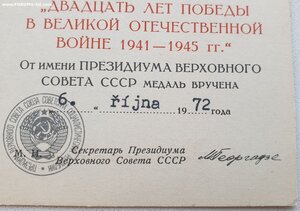 „ДВАДЦАТЬ ЛЕТ ПОБЕДЫ
В ВЕЛИКОЙ ОТЕЧЕСТВЕННОЙ
ВОЙНЕ 1941—1945 гг.“
От имени ПРЕЗИДИУМА ВЕРХОВНОГО
СОВЕТА СССР МЕДАЛЬ ВРУЧЕНА
6. „ října 1972 года
М. П.
Секретарь Президиума
Верховного Совета СССР
МГеоргадзе